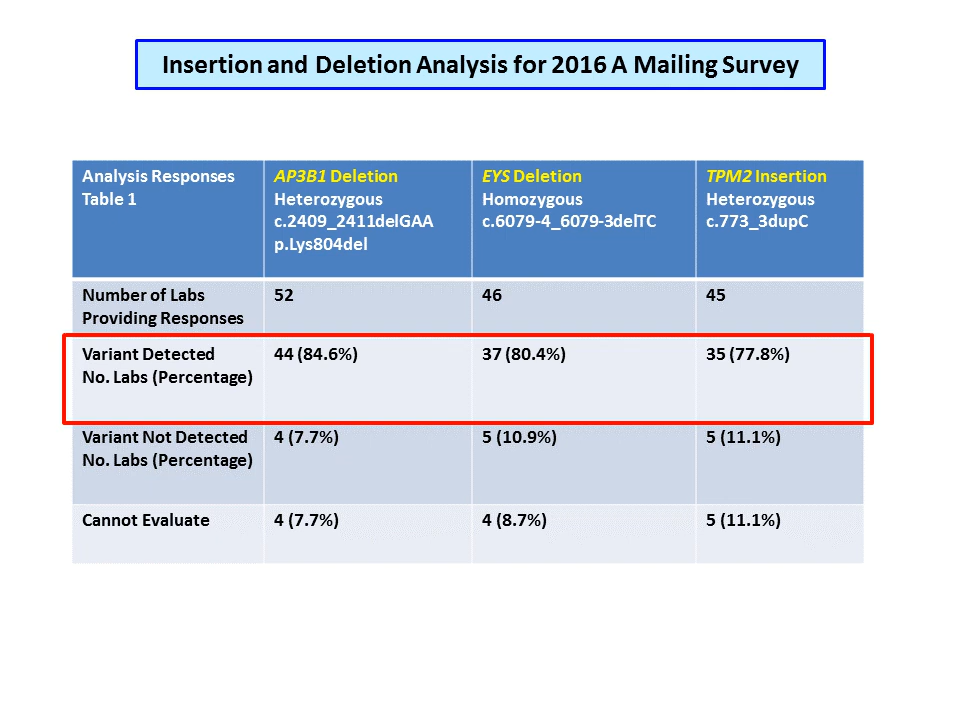 Insertion and Deletion Analysis for 2016 A Mailing Survey
Analysis Responses
Table 1
AP3B1 Deletion
Heterozygous
c.2409_2411delGAA
p.Lys804del
EYS Deletion
Homozygous
c.6079-4_6079-3delTC
TPM2 Insertion
Heterozygous
c.773_3dupC
Number of Labs
Providing Responses
52
46
45
Variant Detected
No. Labs (Percentage)
44 (84.6%)
37 (80.4%)
35 (77.8%)
Variant Not Detected
No. Labs (Percentage)
4 (7.7%)
5 (10.9%)
5 (11.1%)
Cannot Evaluate
4 (7.7%)
4 (8.7%)
5 (11.1%)